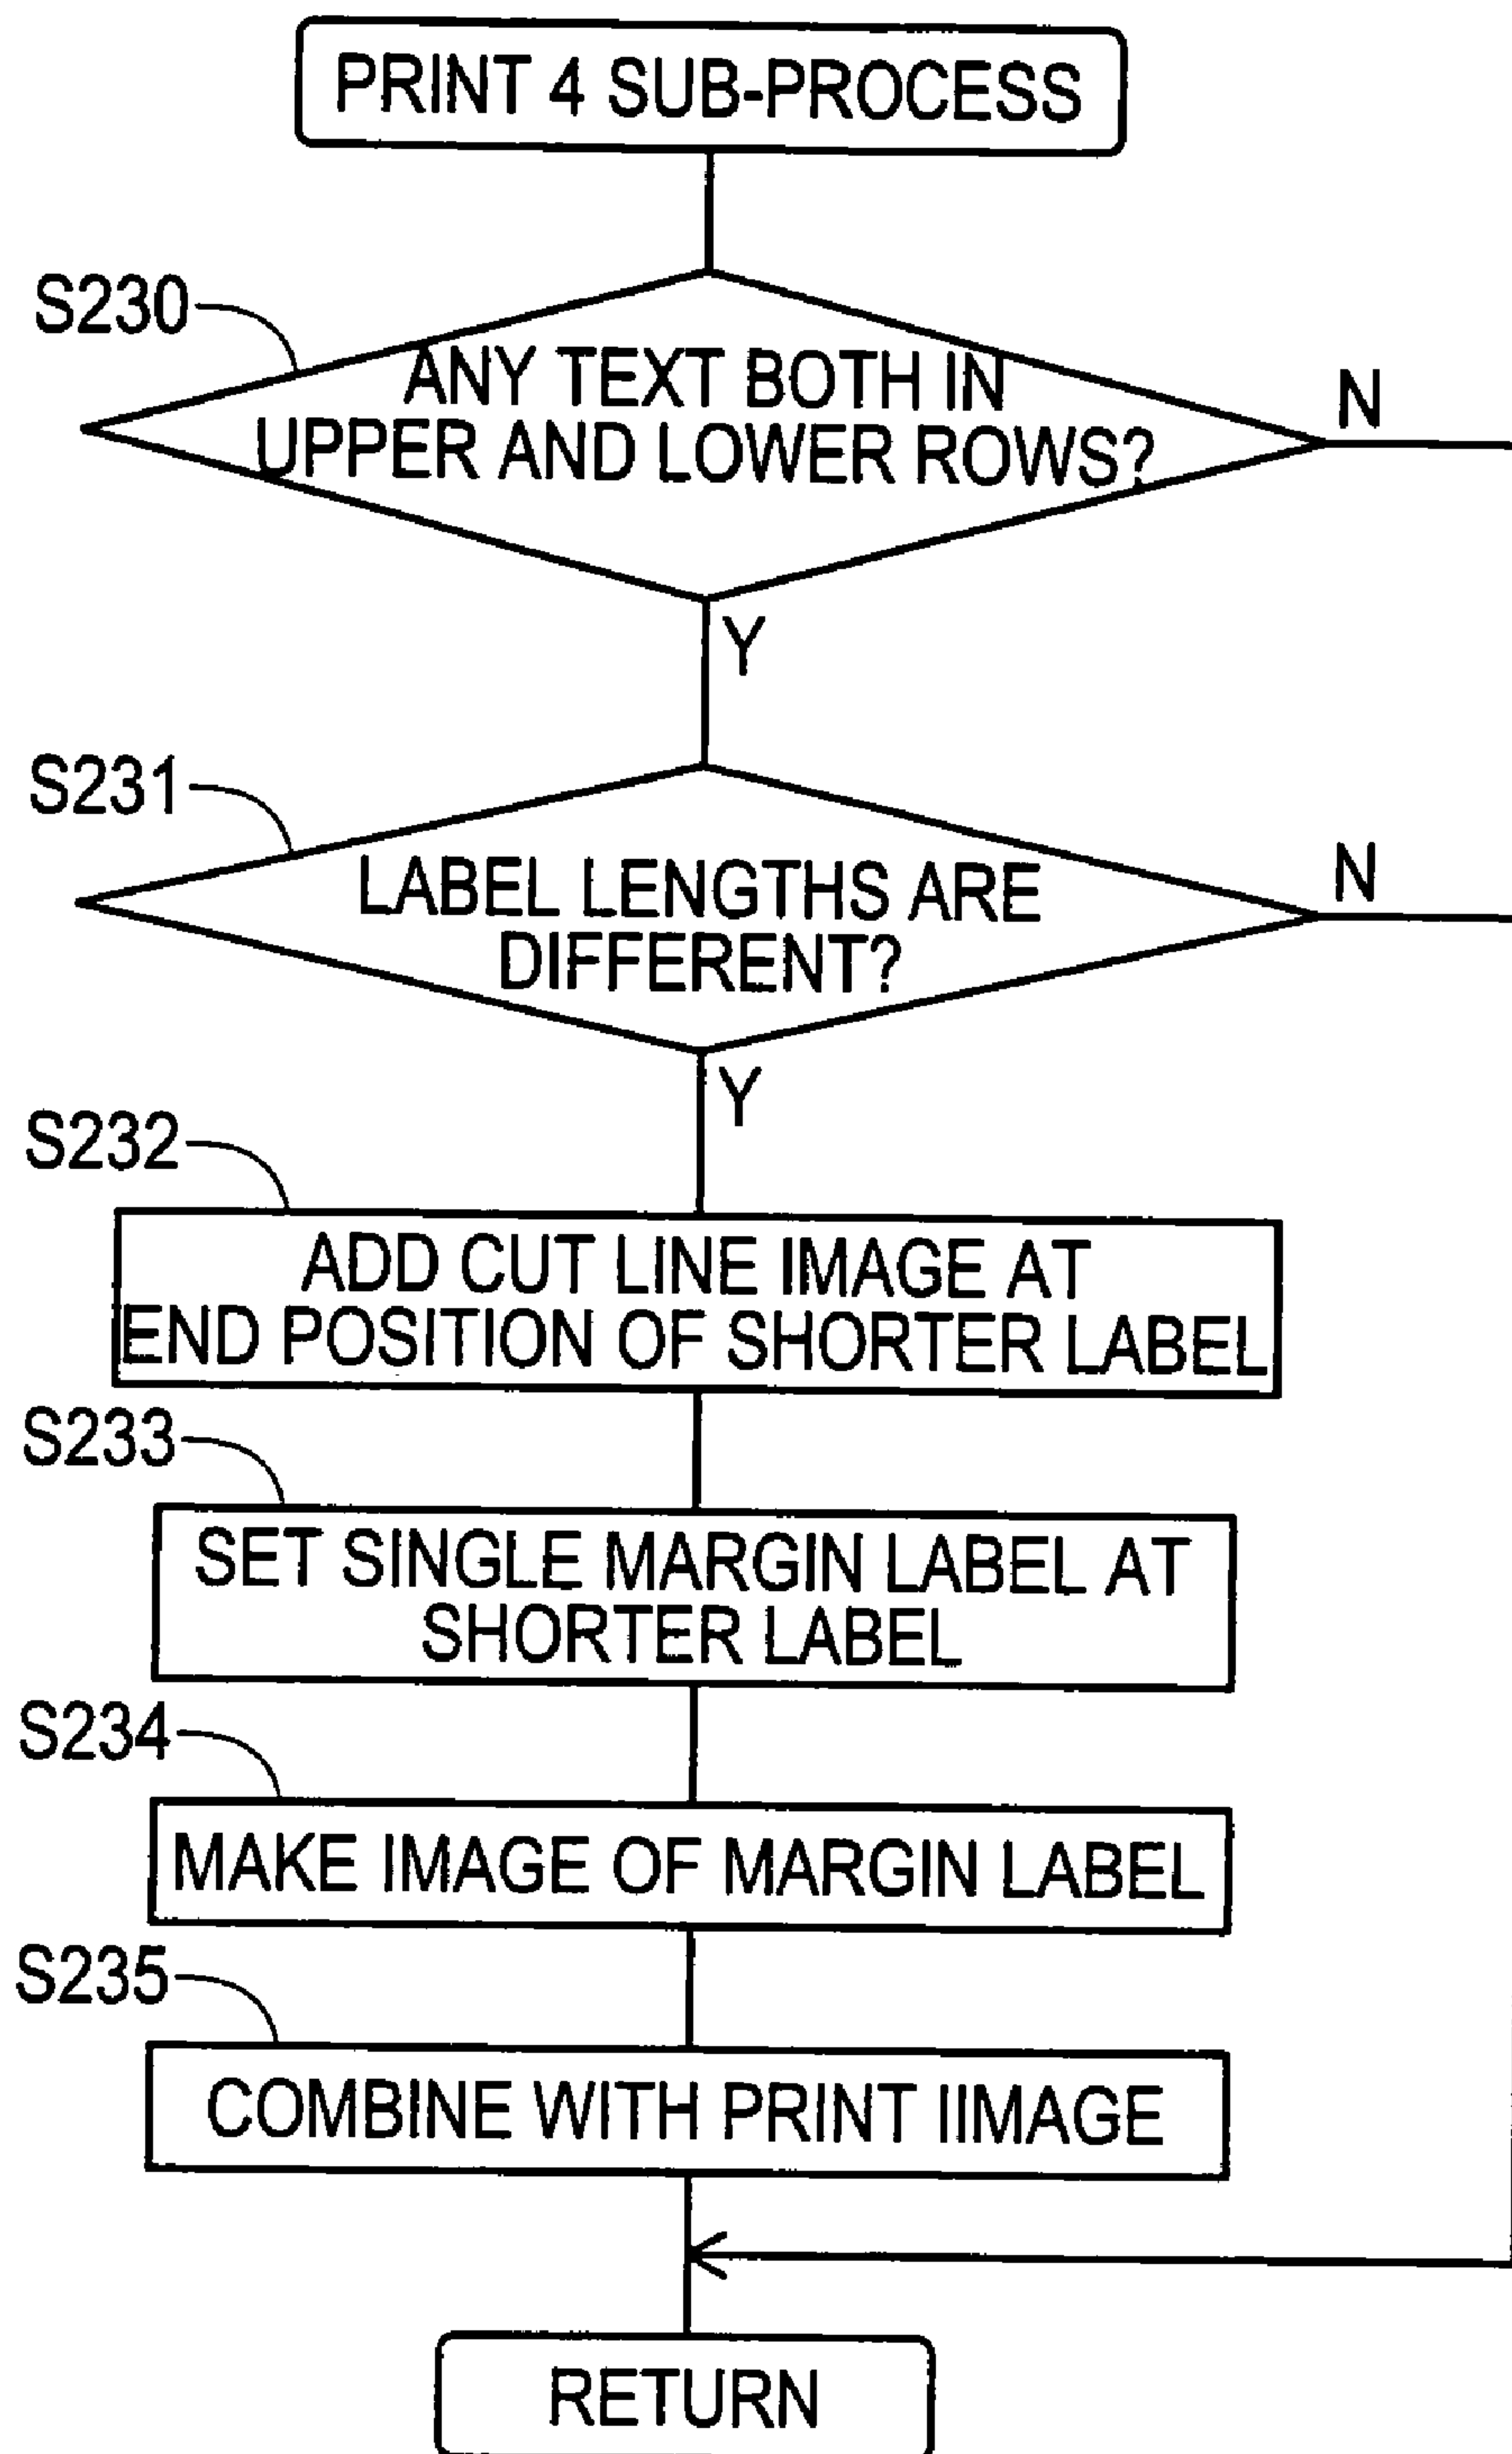 PRINT 4 SUB-PROCESS
S230
ANY TEXT BOTH IN
UPPER AND LOWER ROWS?
N
Y
S231
LABEL LENGTHS ARE
DIFFERENT?
N
Y
S232
ADD CUT LINE IMAGE AT
END POSITION OF SHORTER LABEL
S233
SET SINGLE MARGIN LABEL AT
SHORTER LABEL
S234
MAKE IMAGE OF MARGIN LABEL
S235
COMBINE WITH PRINT IIMAGE
RETURN